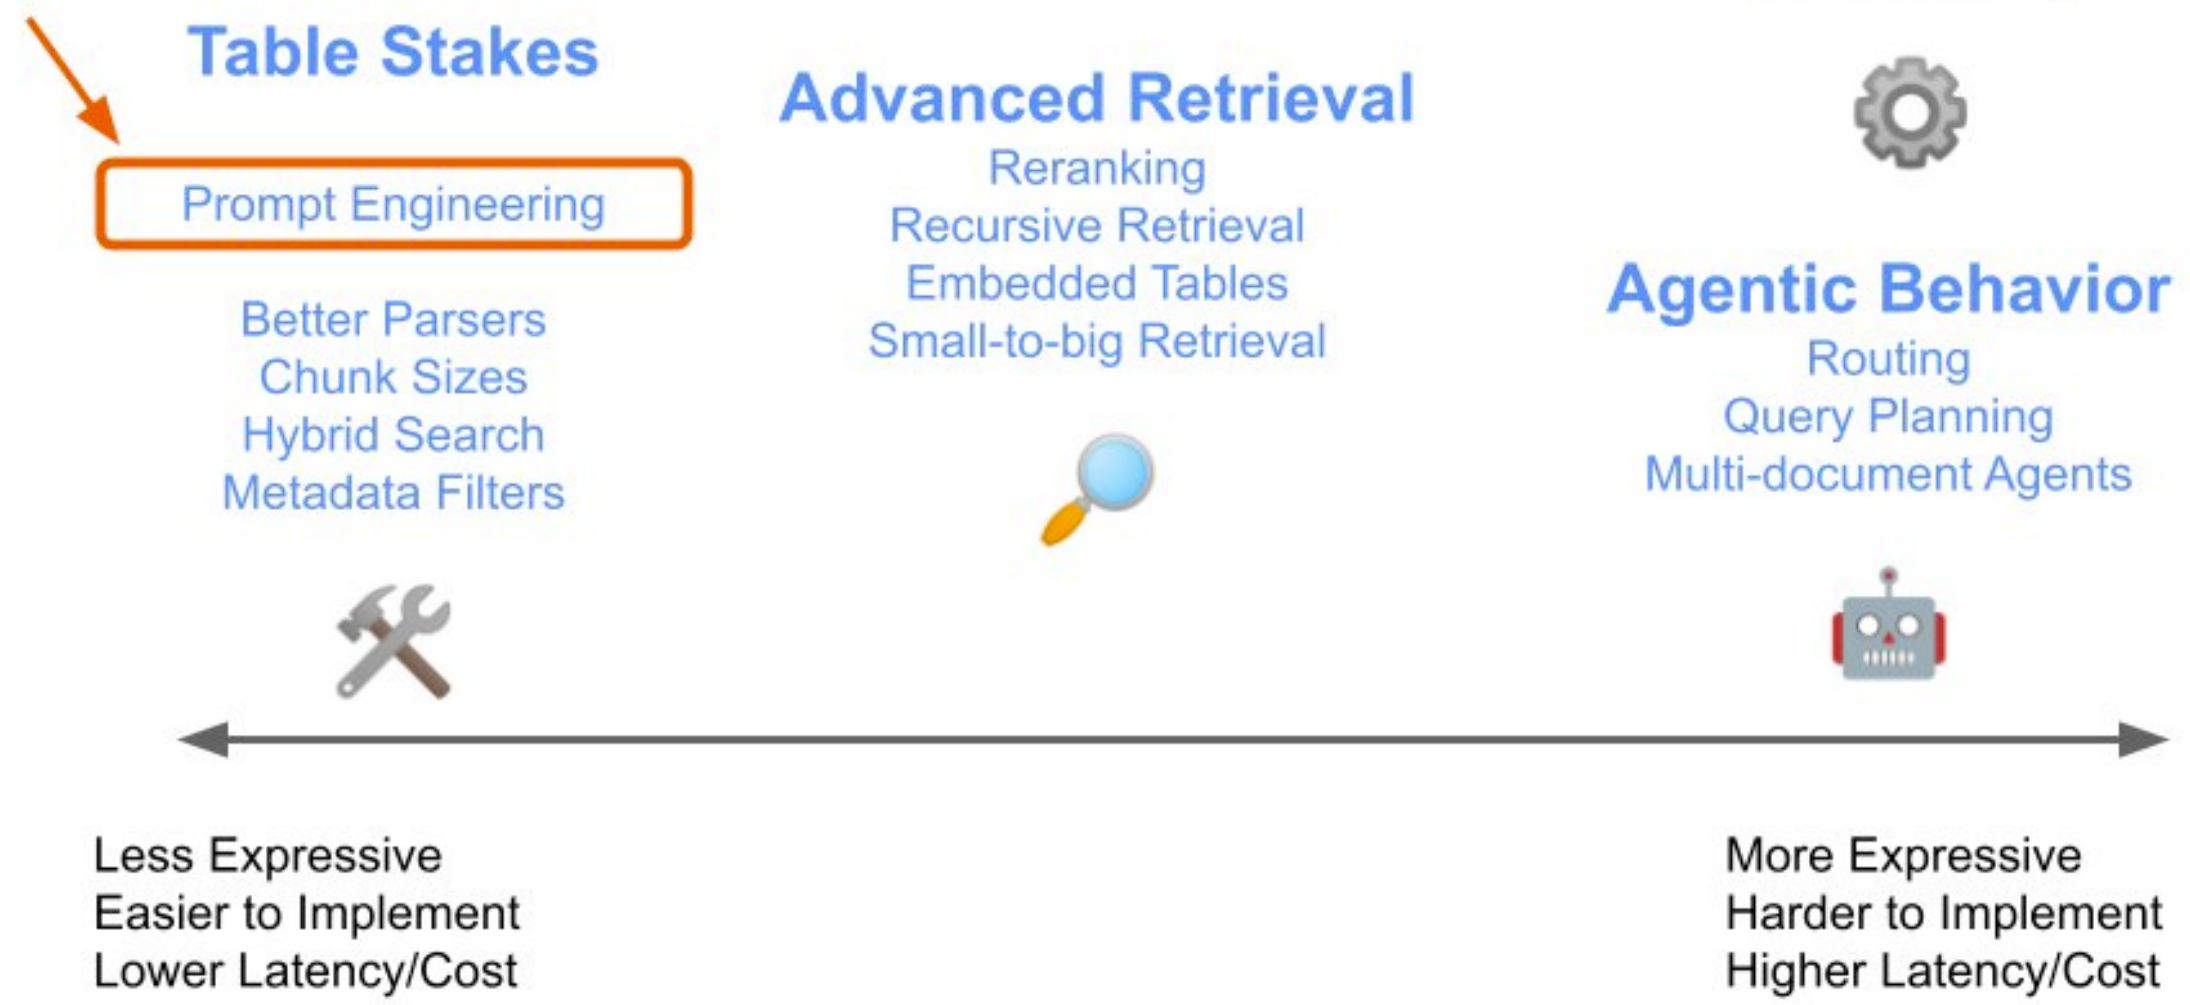 Table Stakes
Prompt Engineering
Better Parsers
Chunk Sizes
Hybrid Search
Metadata Filters
Advanced Retrieval
Reranking
Recursive Retrieval
Embedded Tables
Small-to-big Retrieval
Agentic Behavior
Routing
Query Planning
Multi-document Agents
Less Expressive
Easier to Implement
Lower Latency/Cost
More Expressive
Harder to Implement
Higher Latency/Cost